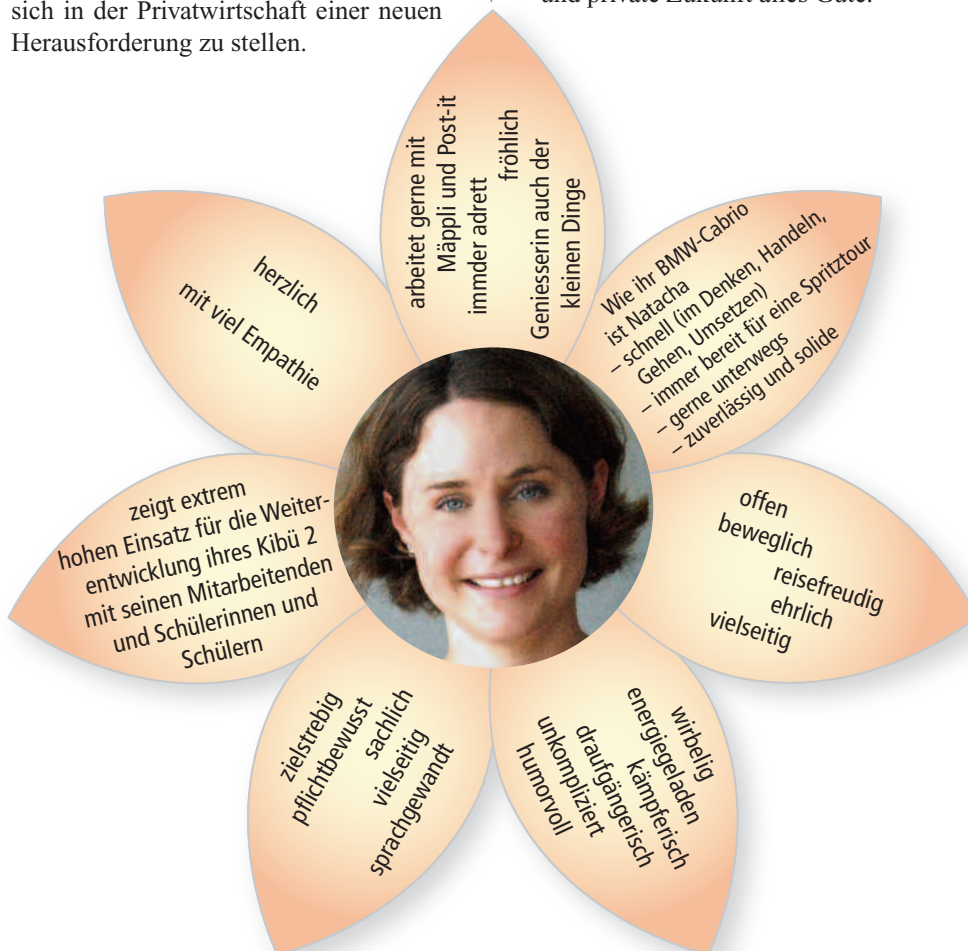 sich in der Privatwirtschaft einer neuen
Herausforderung zu stellen.
und private Zukunft alles Gute.
arbeitet gerne mit
Mäppli und Post-it
immder adrett
fröhlich
Geniesserin auch der
kleinen Dinge
Wie ihr BMW-Cabrio
ist Natacha
– schnell (im Denken, Handeln,
Gehen, Umsetzen)
– immer bereit für eine Spritztour
– gerne unterwegs
– zuverlässig und solide
offen
beweglich
reisefreudig
ehrlich
vielseitig
wirbelig
energiegeladen
kämpferisch
draufgängerisch
unkompliziert
humorvoll
zielstrebig
pflichtbewusst
sachlich
vielseitig
sprachgewandt
zeigt extrem
hohen Einsatz für die Weiter-
entwicklung ihres Kibü 2
mit seinen Mitarbeitenden
und Schülerinnen und
Schülern
herzlich
mit viel Empathie